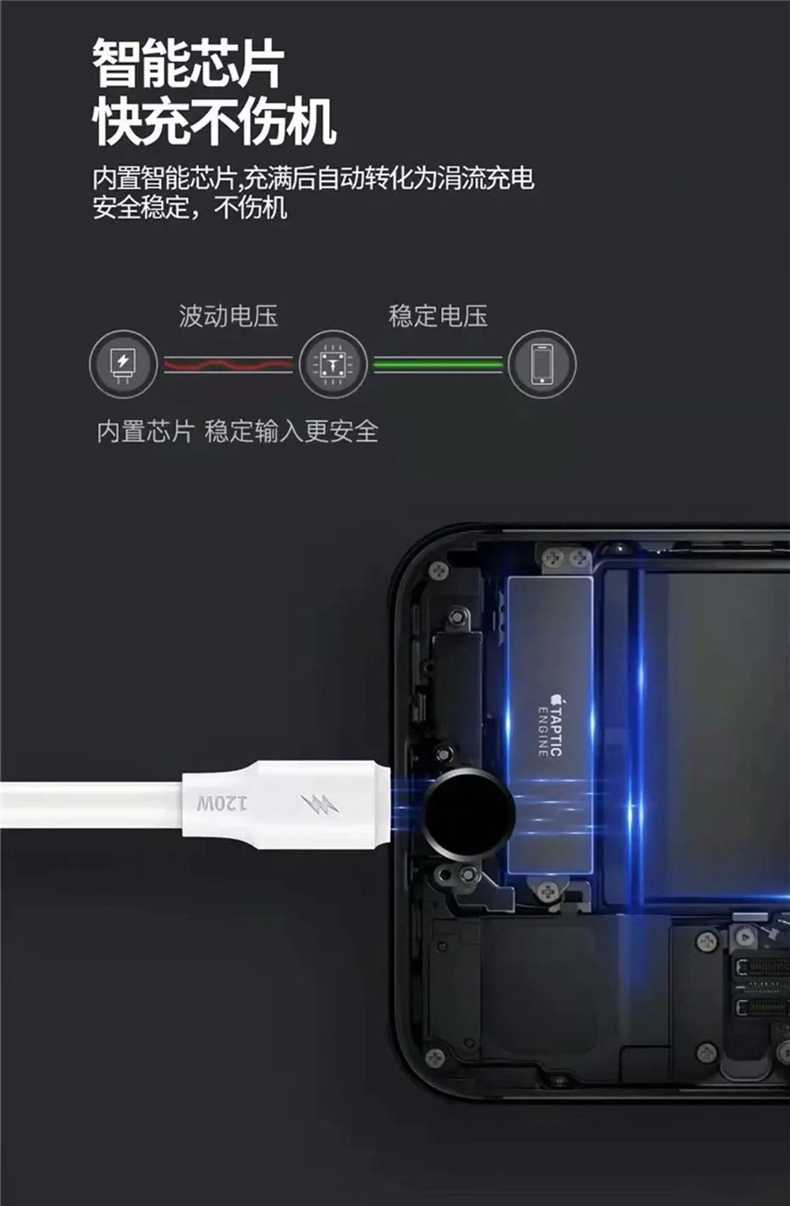 智能芯片
快充不伤机
内置智能芯片,充满后自动转化为涓流充电
安全稳定，不伤机
波动电压
稳定电压
内置芯片 稳定输入更安全
TAPTIC
ENGINE
120W